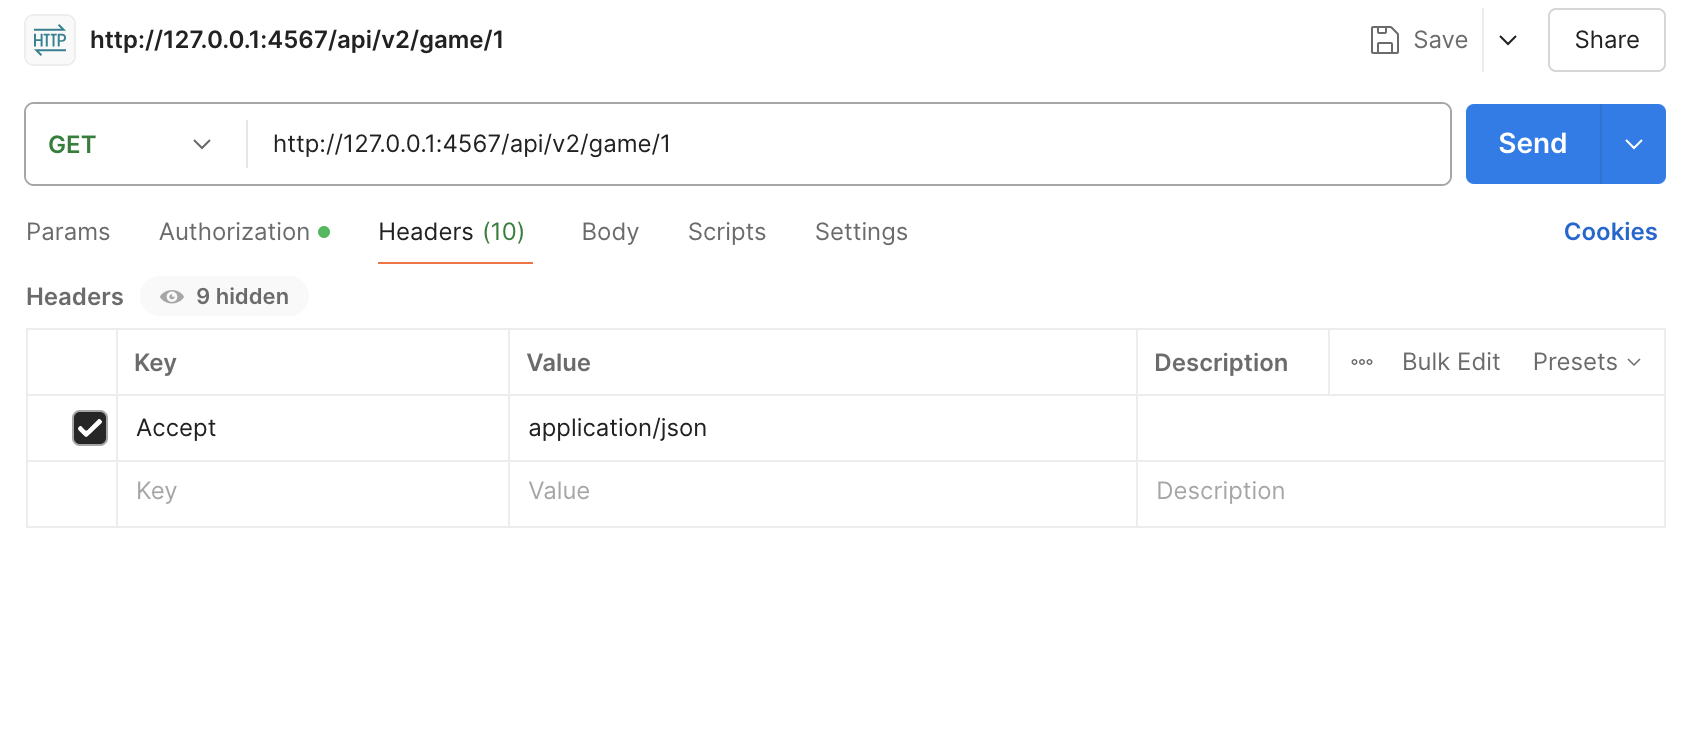 HTTP http://127.0.0.1:4567/api/v2/game/1 Save Share
GET http://127.0.0.1:4567/api/v2/game/1 Send
Params Authorization Headers (10) Body Scripts Settings Cookies
Headers 9 hidden
Key Value Description Bulk Edit Presets
Accept application/json
Key Value Description